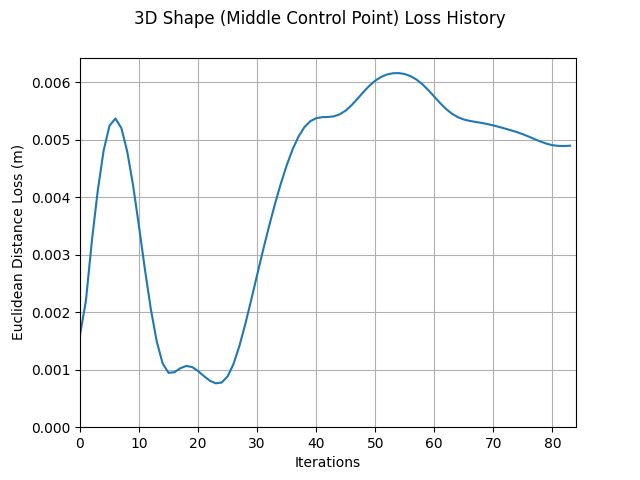 3D Shape (Middle Control Point) Loss History
0.006
0.005
0.004
0.003
0.002
0.001
0.000
Euclidean Distance Loss (m)
0 10 20 30 40 50 60 70 80
Iterations